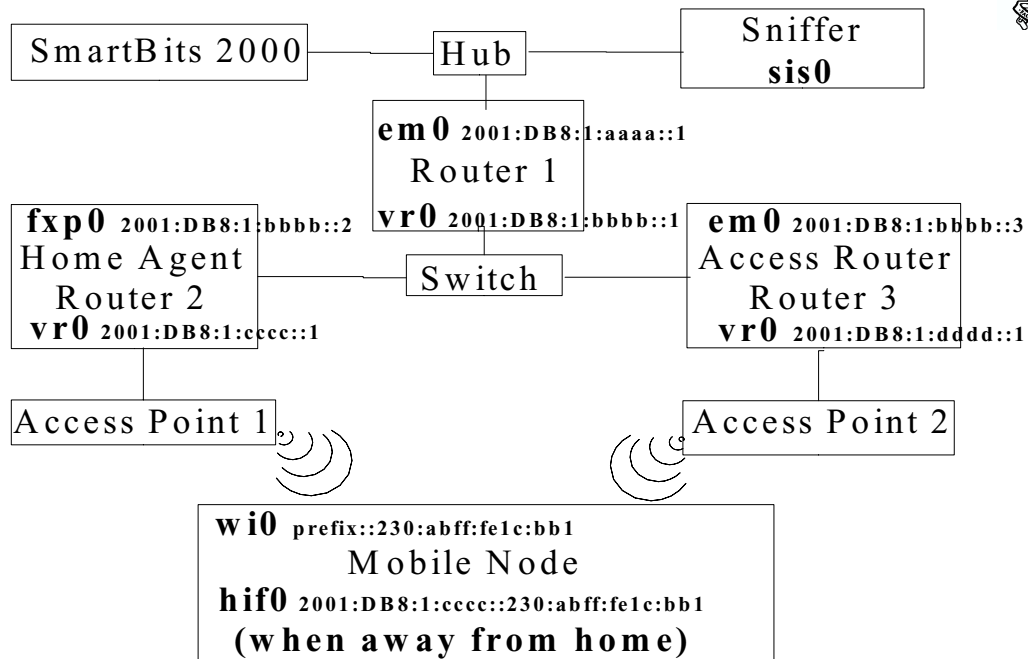 SmartBits 2000
Hub
Sniffer
sis0
em0 2001:DB8:1:aaaa::1
Router 1
vr0 2001:DB8:1:bbbb::1
fxp0 2001:DB8:1:bbbb::2
Home Agent
Router 2
vr0 2001:DB8:1:cccc::1
Switch
em0 2001:DB8:1:bbbb::3
Access Router
Router 3
vr0 2001:DB8:1:dddd::1
Access Point 1
Access Point 2
wi0 prefix::230:abff:fe1c:bb1
Mobile Node
hif0 2001:DB8:1:cccc::230:abff:fe1c:bb1
(when away from home)